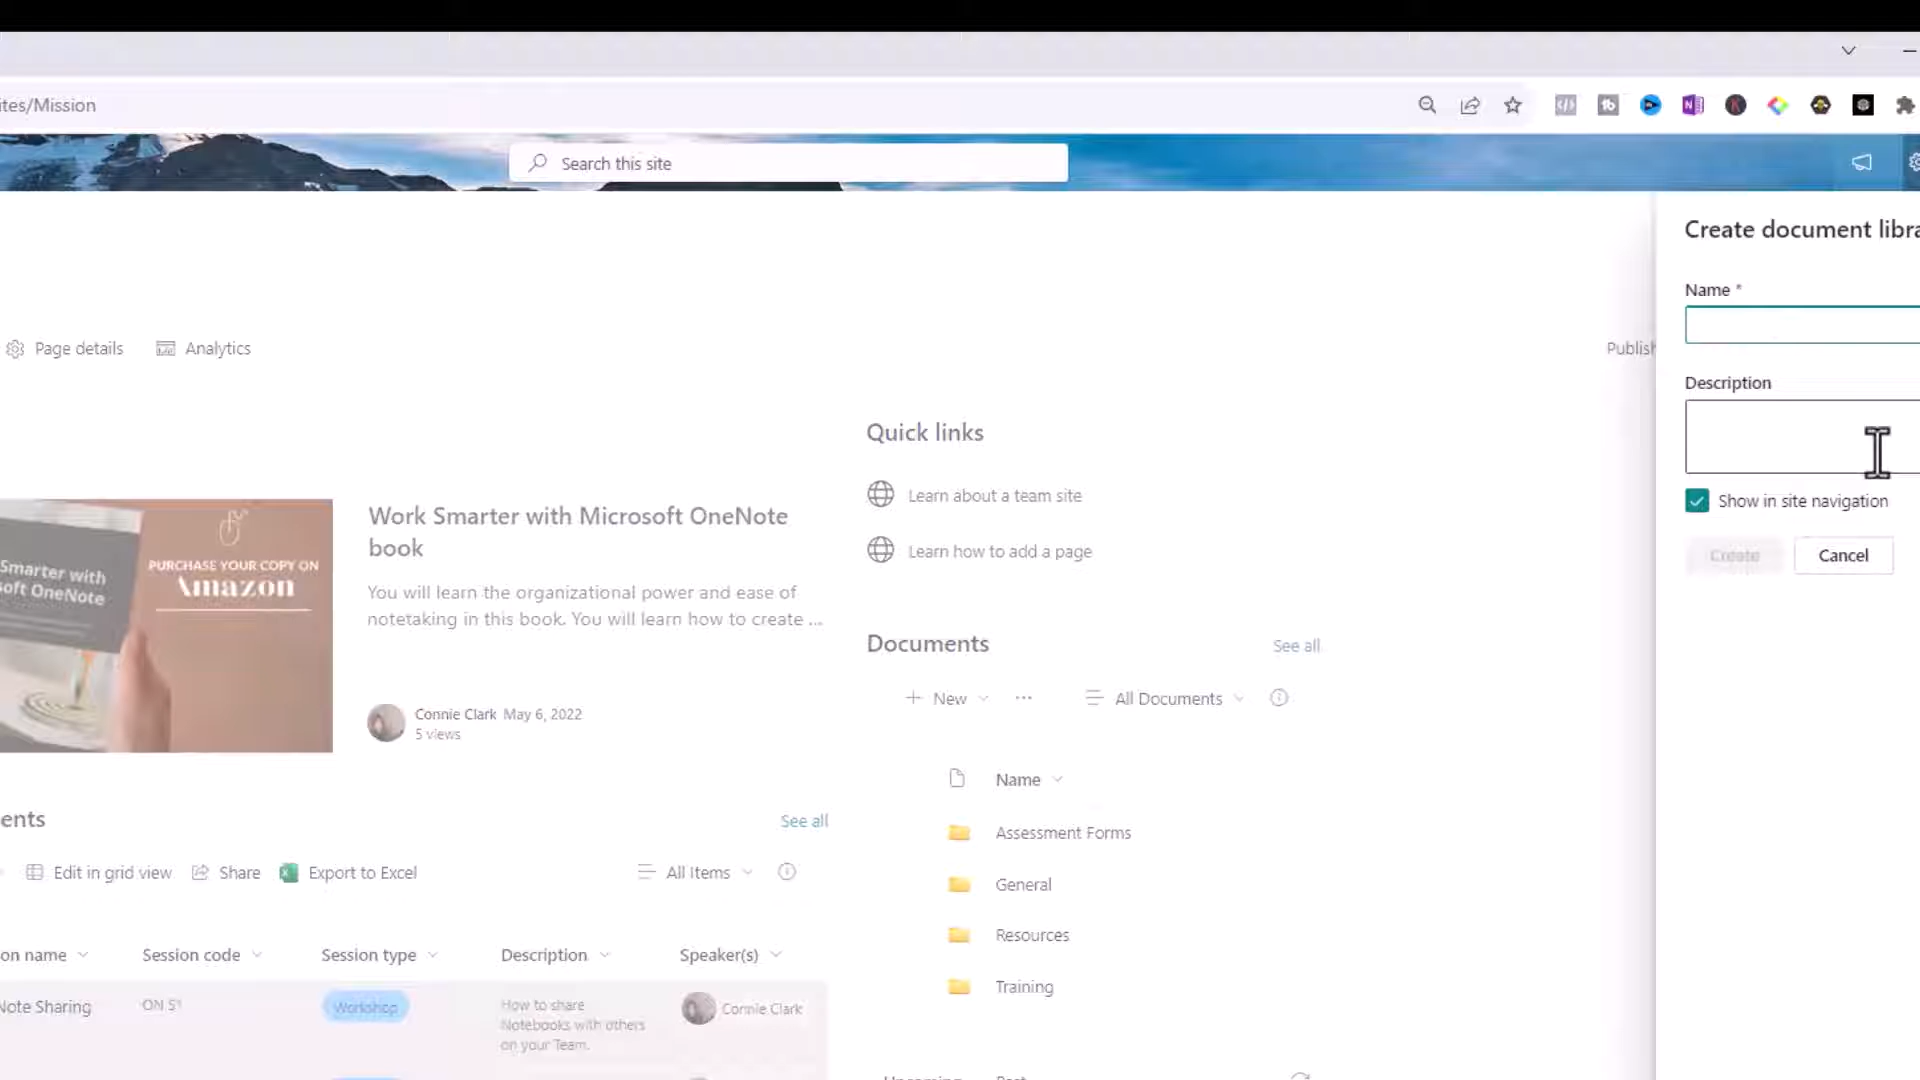 ites/Mission
Search this site
Create document libra
Name *
Page details
Analytics
Publish
Description
Quick links
Show in site navigation
Learn about a team site
Work Smarter with Microsoft OneNote
book
Create
Cancel
Learn how to add a page
Smarter with
soft OneNote
PURCHASE YOUR COPY ON
Amazon
You will learn the organizational power and ease of
notetaking in this book. You will learn how to create ...
Documents
See all
New
...
All Documents
Connie Clark May 6, 2022
5 views
Name
ents
See all
Assessment Forms
Edit in grid view
Share
Export to Excel
All Items
General
Resources
on name
Session code
Session type
Description
Speaker(s)
Training
Note Sharing
ON S1
Workshop
How to share
Notebooks with others
on your Team.
Connie Clark
Upcoming
Past